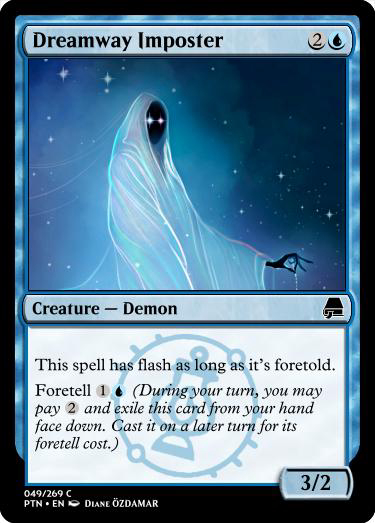 Dreamway Imposter 2
Creature — Demon
This spell has flash as long as it's foretold.
Foretell 1 (During your turn, you may
pay 2 and exile this card from your hand
face down. Cast it on a later turn for its
foretell cost.)
3/2
049/269 C
PTN • EN Diane ÖZDAMAR